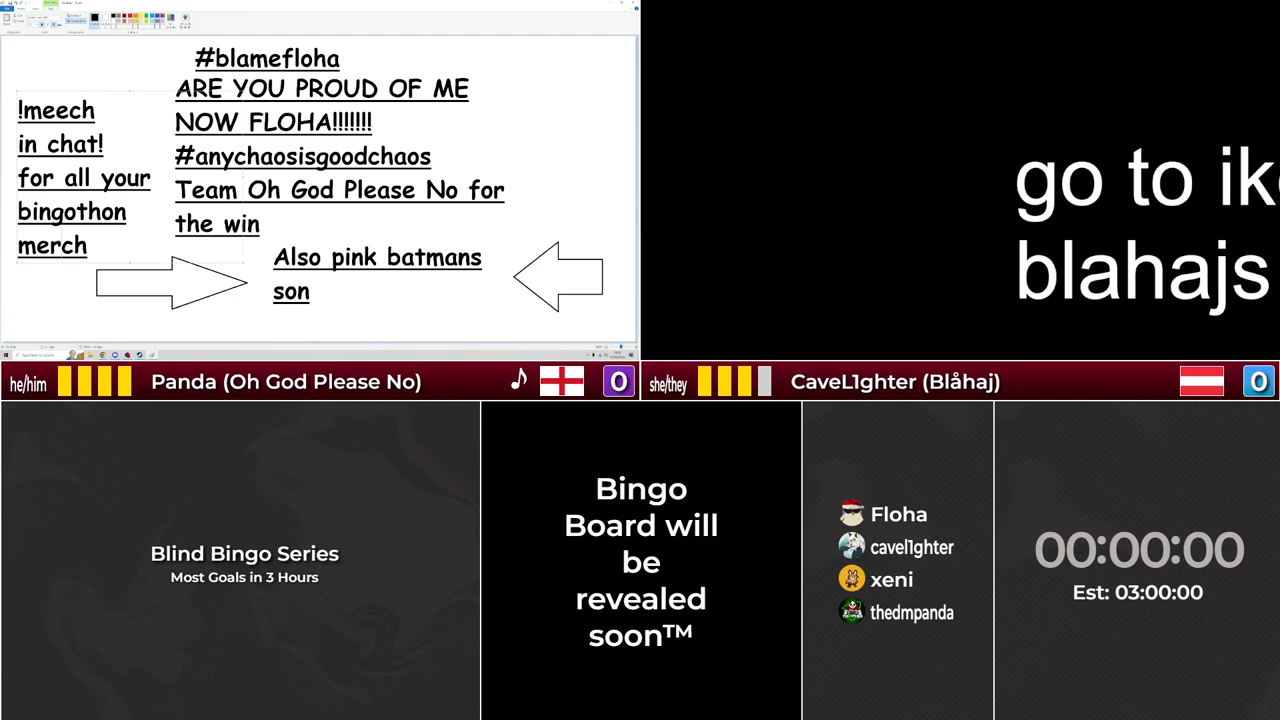 #blamefloha
ARE YOU PROUD OF ME
NOW FLOHA!!!!!!!
#anychaosisgoodchaos
Team Oh God Please No for
the win
!meech
in chat!
for all your
bingothon
merch
Also pink batmans
son
go to ik
blahajs
he/him
Panda (Oh God Please No)
0
she/they
CaveL1ghter (Blåhaj)
0
Blind Bingo Series
Most Goals in 3 Hours
Bingo
Board will
be
revealed
soon™
Floha
cavel1ghter
xeni
thedmpanda
00:00:00
Est: 03:00:00